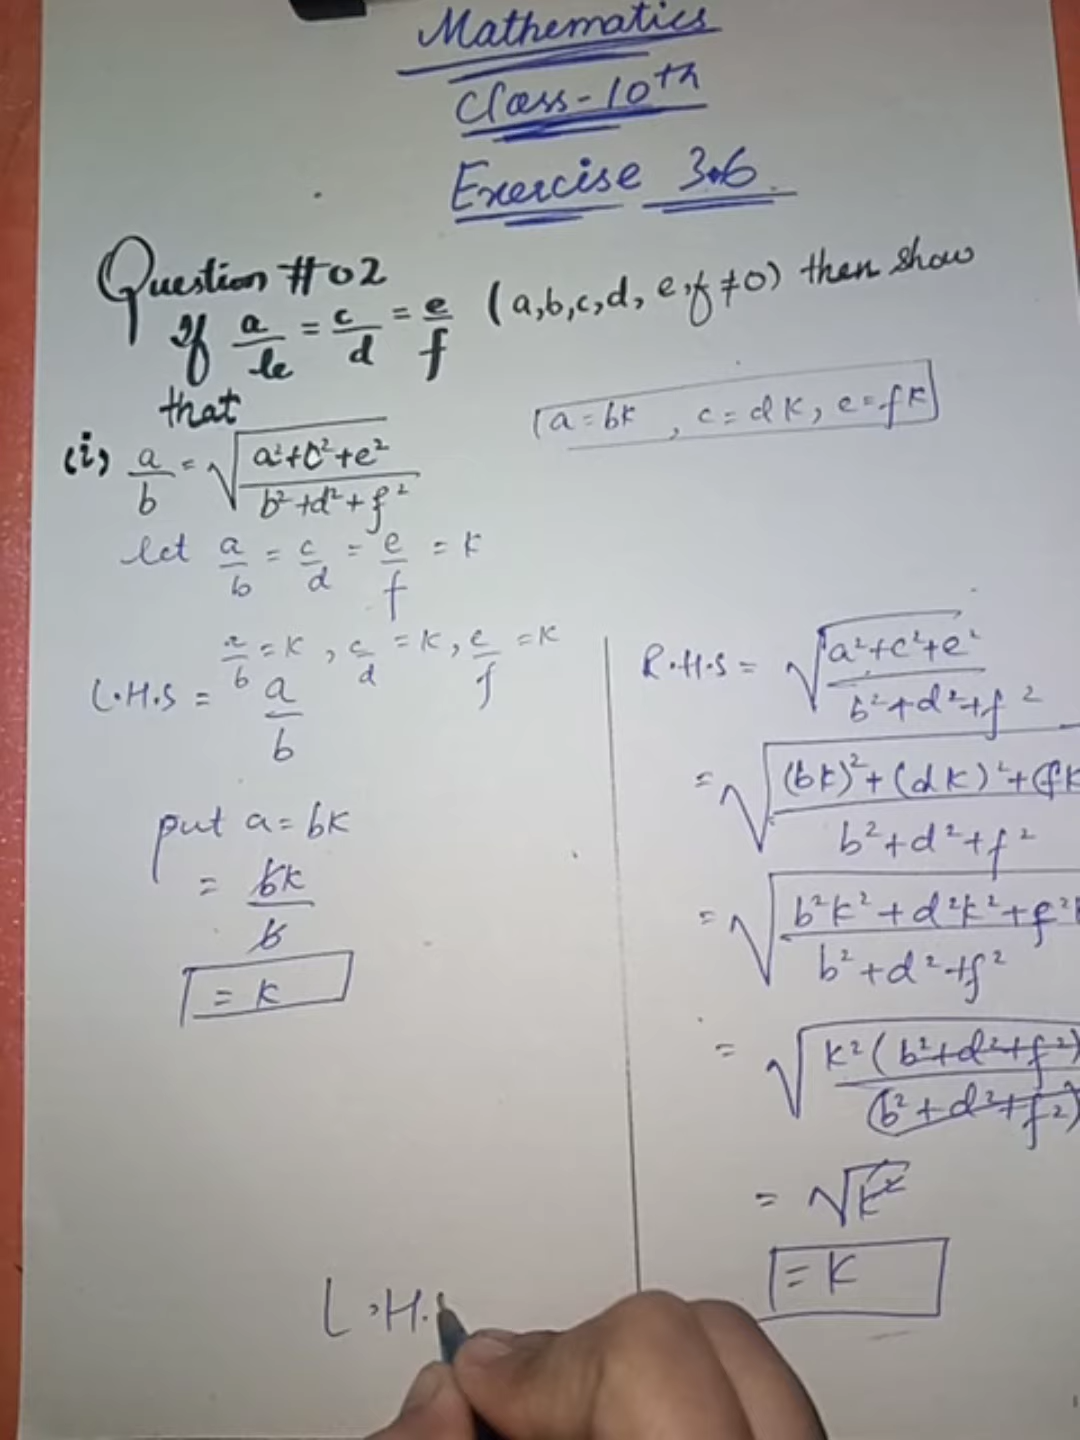 Mathematics
Class-10th
Exercise 3.6
Question #02
If a/b = c/d = e/f (a,b,c,d, e,f ≠0) then show
that
a=bk, c=dk, e=fk
(i) a/b = √((a²+c²+e²)/(b²+d²+f²))
let a/b = c/d = e/f = k
a/b = k, c/d = k, e/f = k
L.H.S = a/b
put a=bk
= bk/b
= k
R.H.S = √((a²+c²+e²)/(b²+d²+f²))
= √(((bk)²+(dk)²+(fk
b²+d²+f²
= √((b²k²+d²k²+f²k
b²+d²+f²
= √((k²(b²+d²+f²))/((b²+d²+f²)))
= √k²
= k
L.H.